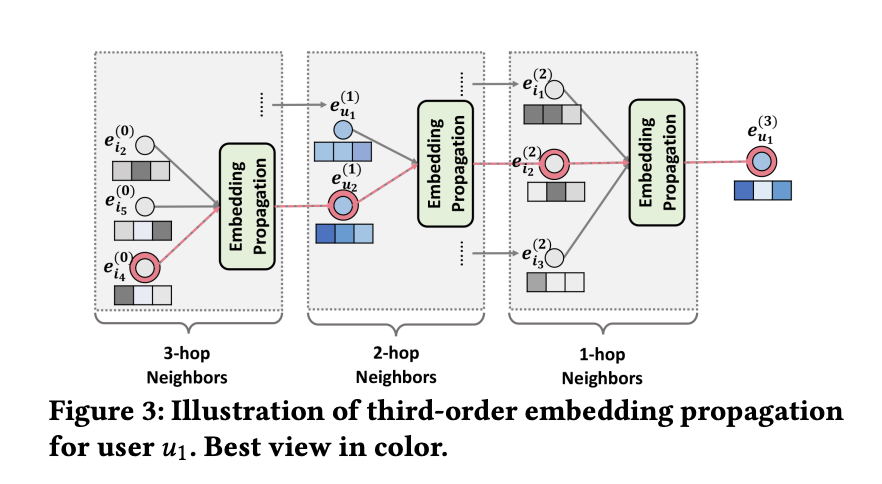 e_{u_1}^{(1)}
e_{i_1}^{(2)}
e_{i_2}^{(0)}
e_{u_1}^{(3)}
e_{i_2}^{(2)}
e_{u_2}^{(1)}
e_{i_5}^{(0)}
e_{i_4}^{(0)}
e_{i_3}^{(2)}
Embedding
Propagation
Embedding
Propagation
Embedding
Propagation
3-hop
Neighbors
2-hop
Neighbors
1-hop
Neighbors
Figure 3: Illustration of third-order embedding propagation
for user u₁. Best view in color.